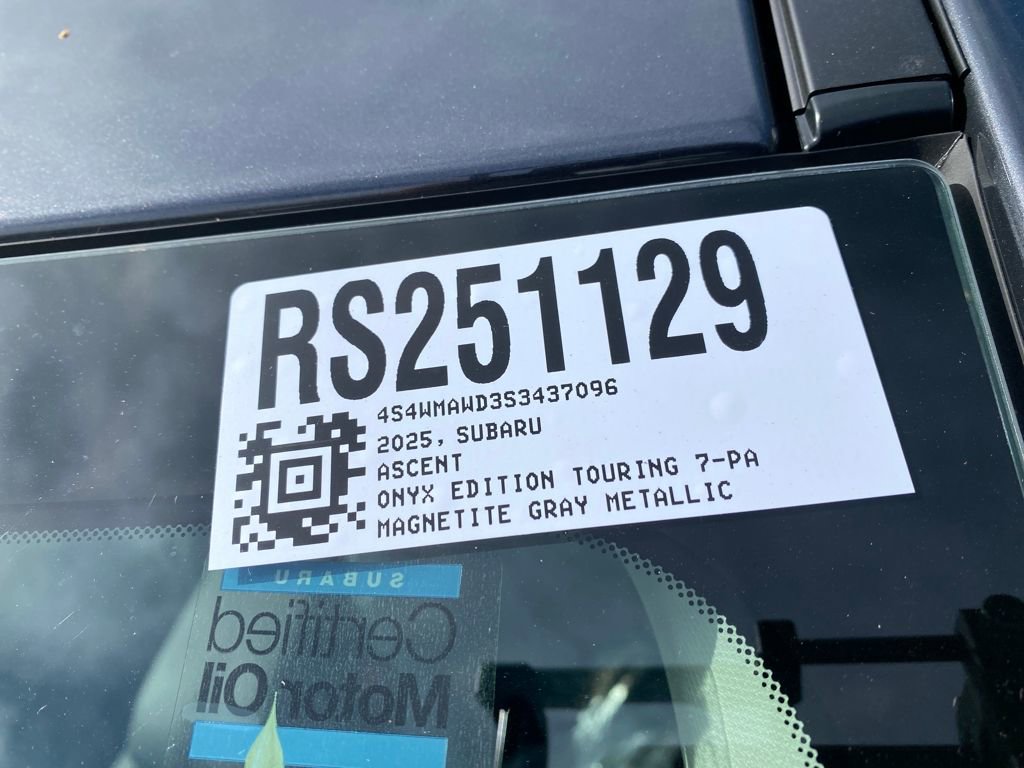 RS251129
4S4WMAWD3S3437096
2025, SUBARU
ASCENT
ONYX EDITION TOURING 7-PA
MAGNETITE GRAY METALLIC
SUBARU
Certified
Motor Oil